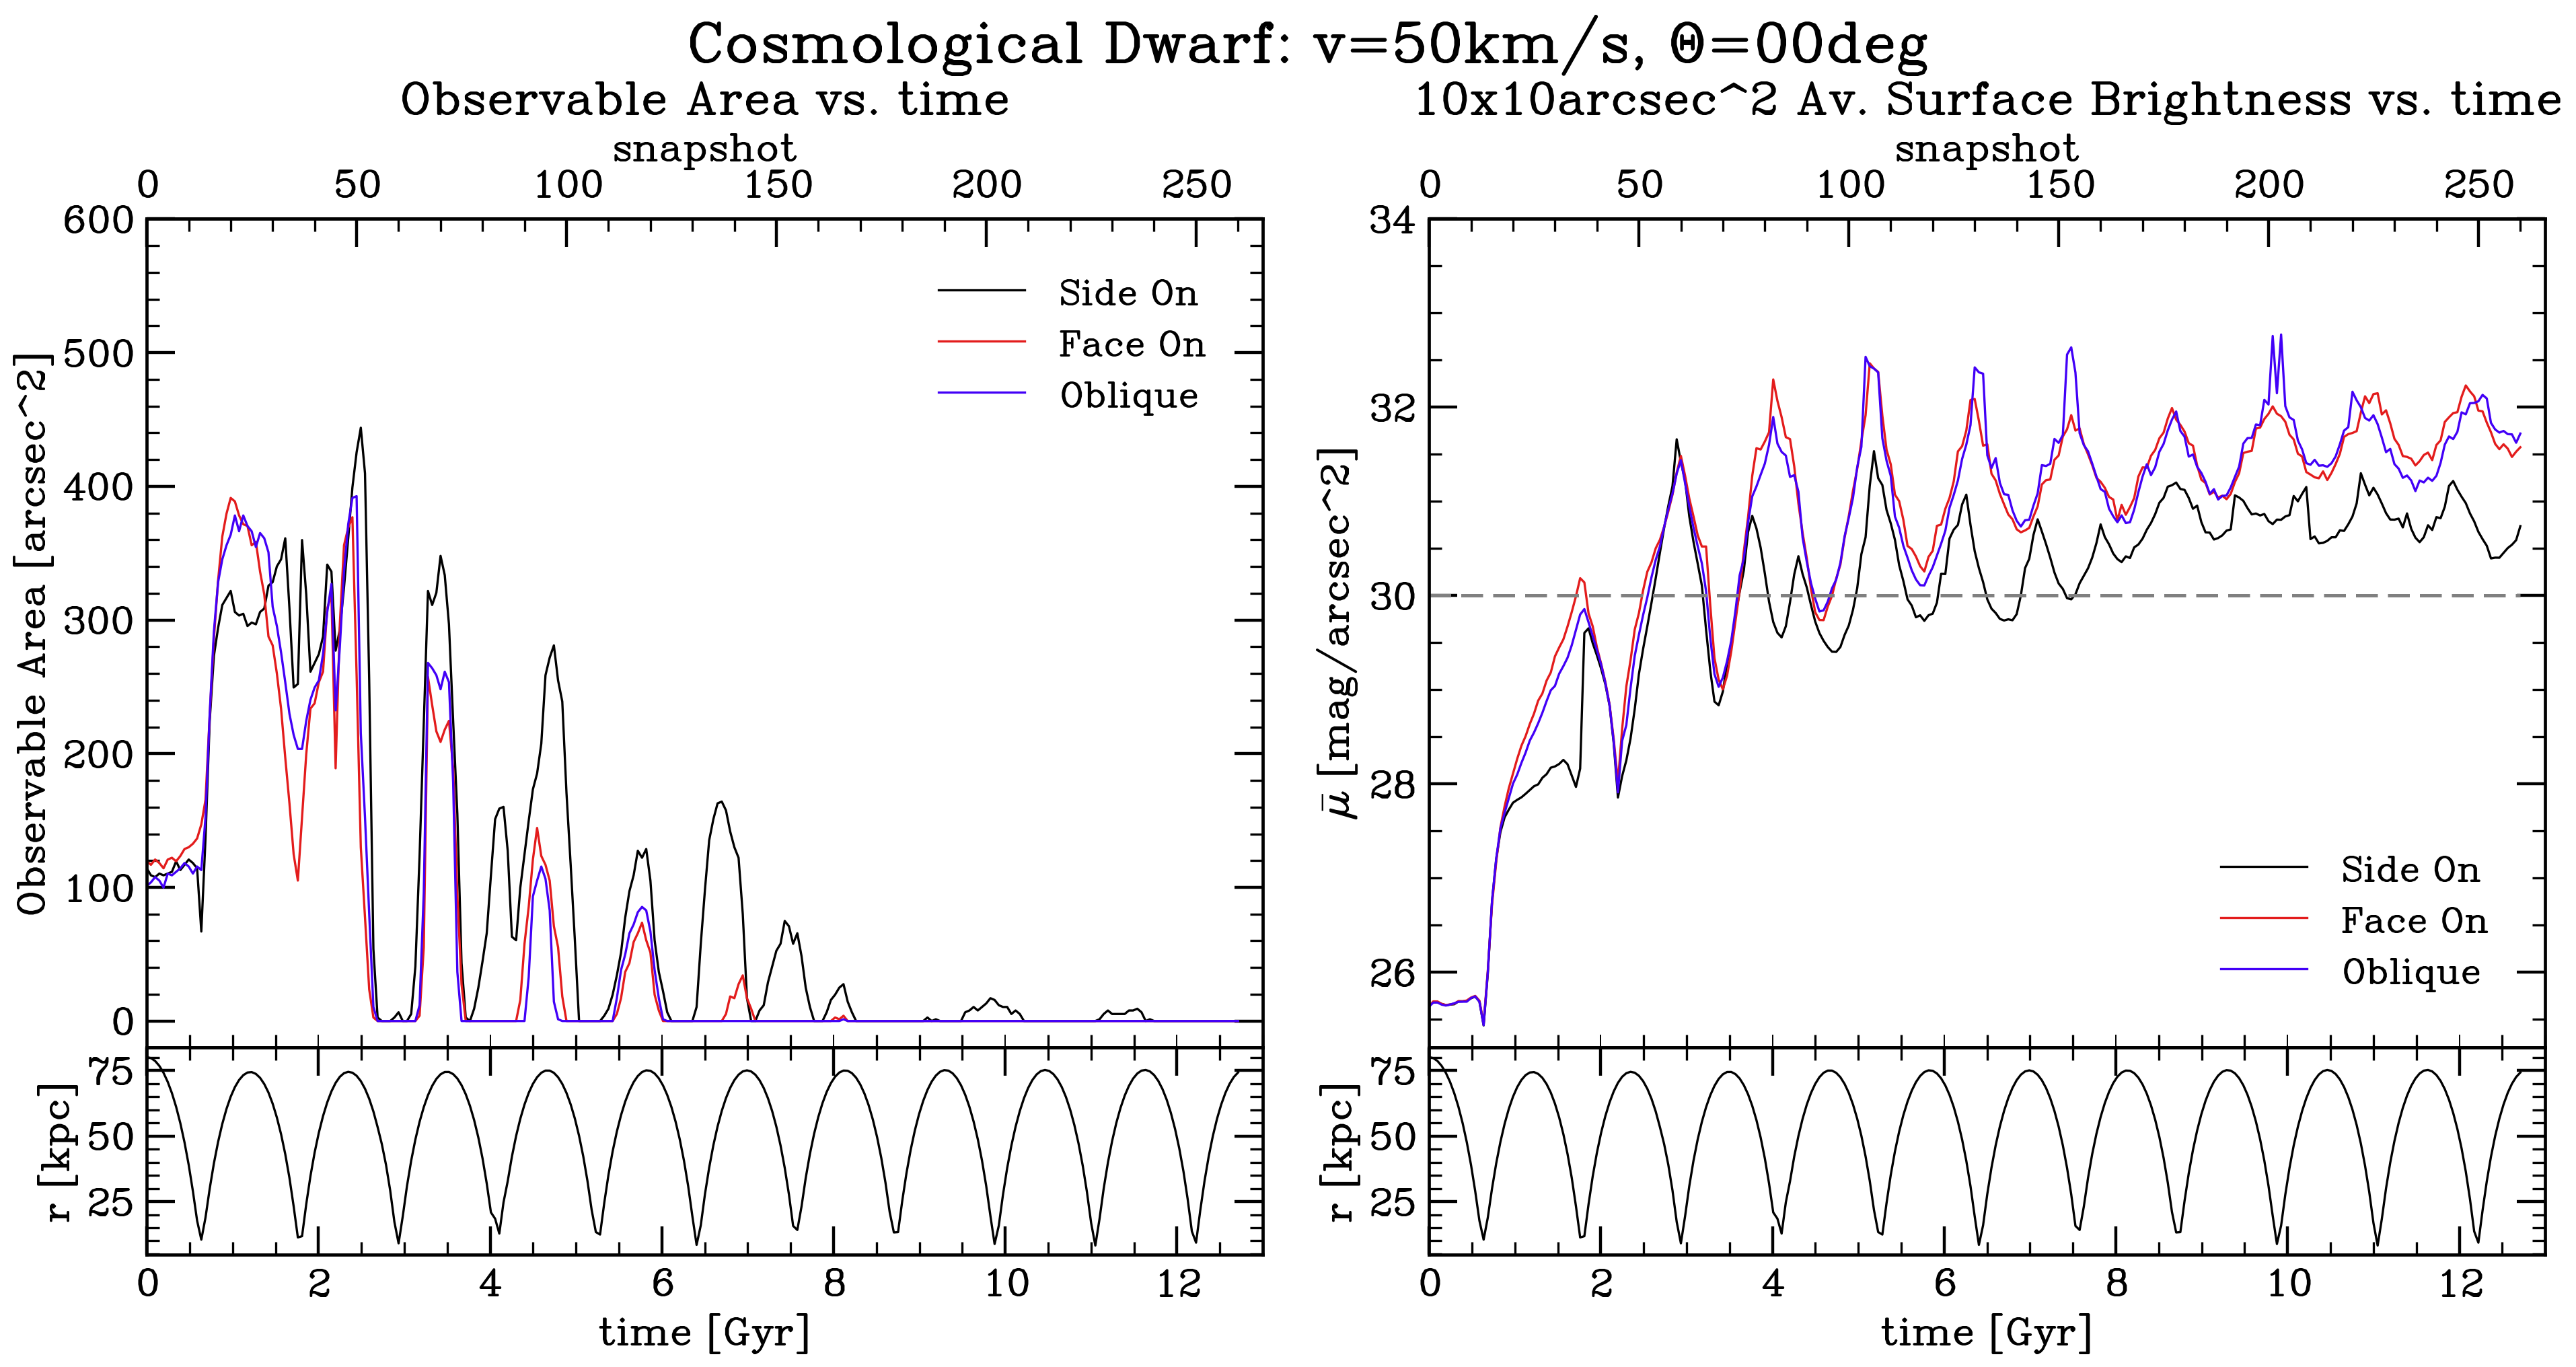 Cosmological Dwarf: v=50km/s, Θ=00deg
Observable Area vs. time
snapshot
0 50 100 150 200 250
600
500
400
300
200
100
0
Observable Area [arcsec^2]
Side On
Face On
Oblique
75
50
25
r [kpc]
0 2 4 6 8 10 12
time [Gyr]
10x10arcsec^2 Av. Surface Brightness vs. time
snapshot
0 50 100 150 200 250
34
32
30
28
26
μ̄ [mag/arcsec^2]
Side On
Face On
Oblique
75
50
25
r [kpc]
0 2 4 6 8 10 12
time [Gyr]